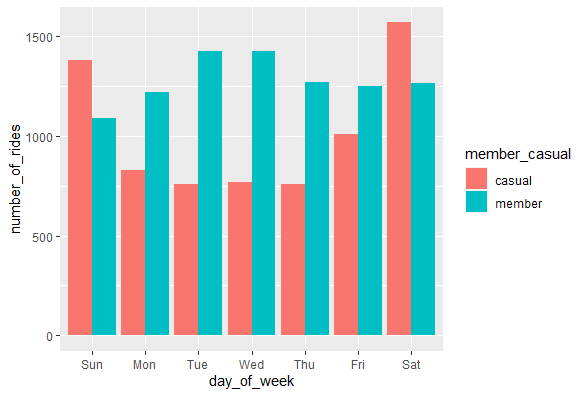 1500
1000
500
0
number_of_rides
Sun Mon Tue Wed Thu Fri Sat
day_of_week
member_casual
casual
member